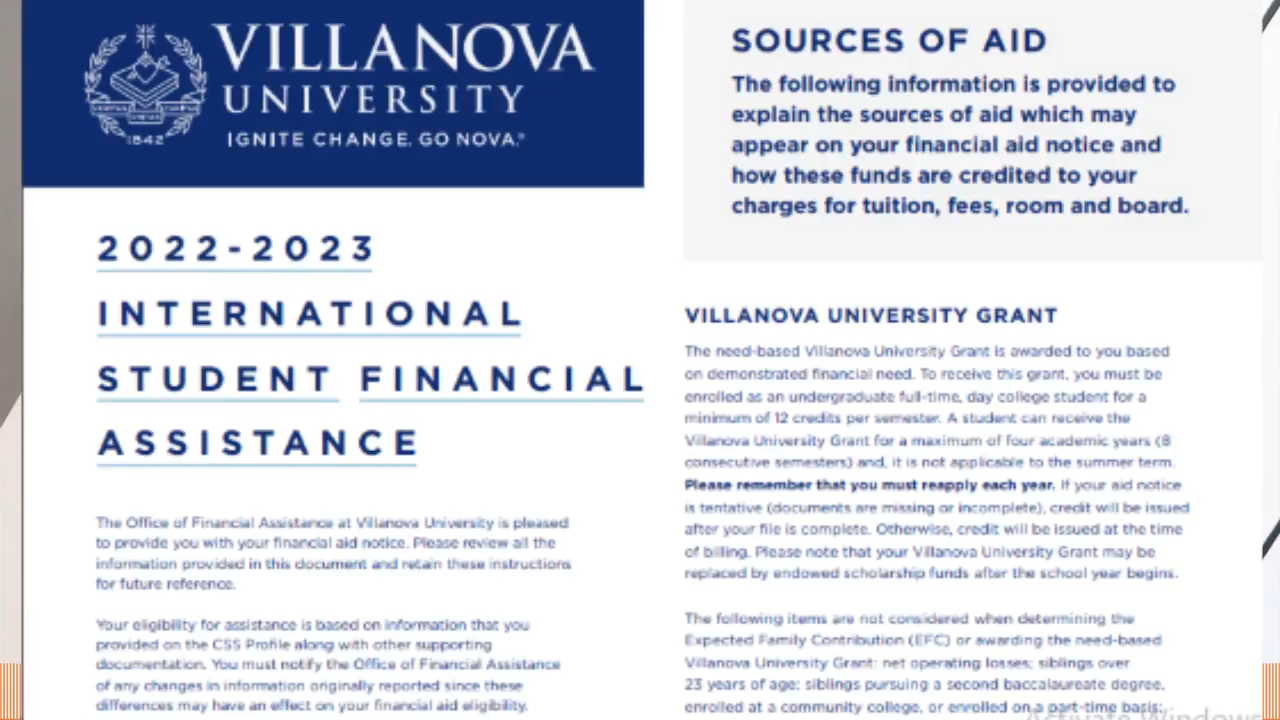 VILLANOVA
UNIVERSITY
IGNITE CHANGE. GO NOVA.®
1842
2022-2023
INTERNATIONAL
STUDENT FINANCIAL
ASSISTANCE
The Office of Financial Assistance at Villanova University is pleased
to provide you with your financial aid notice. Please review all the
information provided in this document and retain these instructions
for future reference.
Your eligibility for assistance is based on information that you
provided on the CSS Profile along with other supporting
documentation. You must notify the Office of Financial Assistance
of any changes in information originally reported since these
differences may have an effect on your financial aid eligibility.
SOURCES OF AID
The following information is provided to
explain the sources of aid which may
appear on your financial aid notice and
how these funds are credited to your
charges for tuition, fees, room and board.
VILLANOVA UNIVERSITY GRANT
The need-based Villanova University Grant is awarded to you based
on demonstrated financial need. To receive this grant, you must be
enrolled as an undergraduate full-time, day college student for a
minimum of 12 credits per semester. A student can receive the
Villanova University Grant for a maximum of four academic years (8
consecutive semesters) and, it is not applicable to the summer term.
Please remember that you must reapply each year. If your aid notice
is tentative (documents are missing or incomplete), credit will be issued
after your file is complete. Otherwise, credit will be issued at the time
of billing. Please note that your Villanova University Grant may be
replaced by endowed scholarship funds after the school year begins.
The following items are not considered when determining the
Expected Family Contribution (EFC) or awarding the need-based
Villanova University Grant: net operating losses; siblings over
23 years of age; siblings pursuing a second baccalaureate degree,
enrolled at a community college, or enrolled on a part-time basis;
Activate Windows